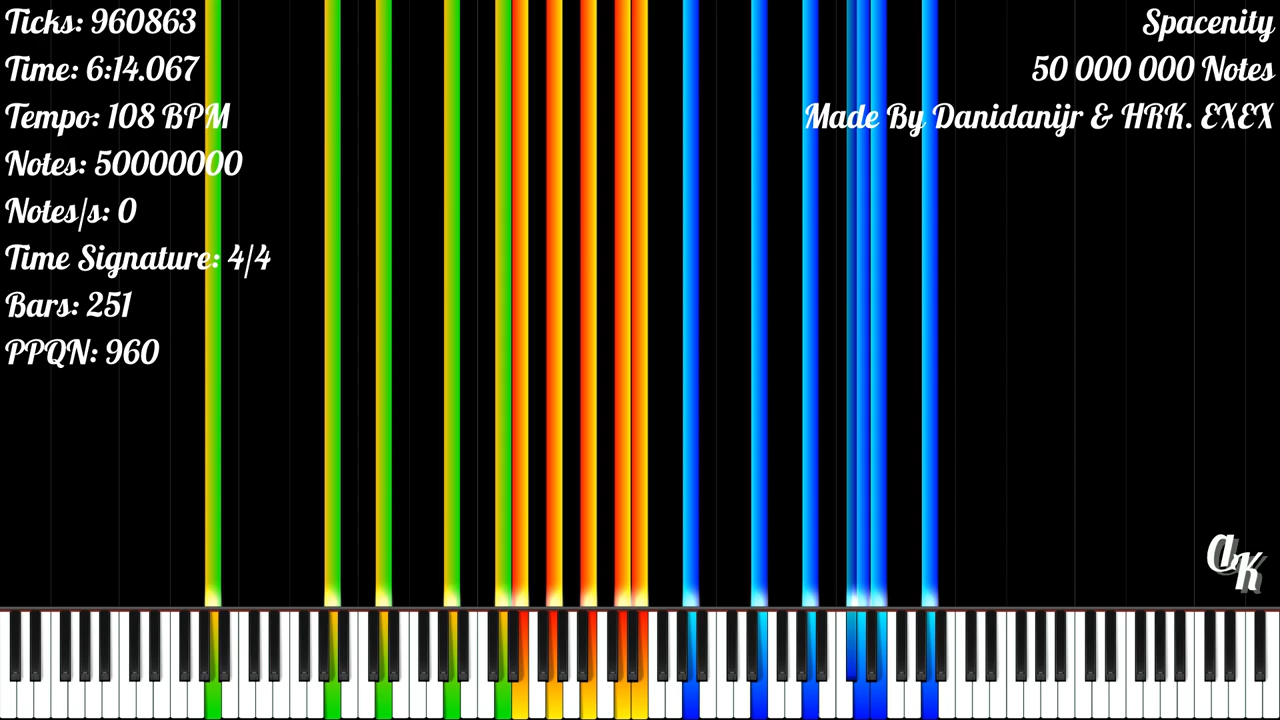 Ticks: 960863
Time: 6:14.067
Tempo: 108 BPM
Notes: 50000000
Notes/s: 0
Time Signature: 4/4
Bars: 251
PPQN: 960
Spacenity
50 000 000 Notes
Made By Danidanijr & HRK. EXEX
AK